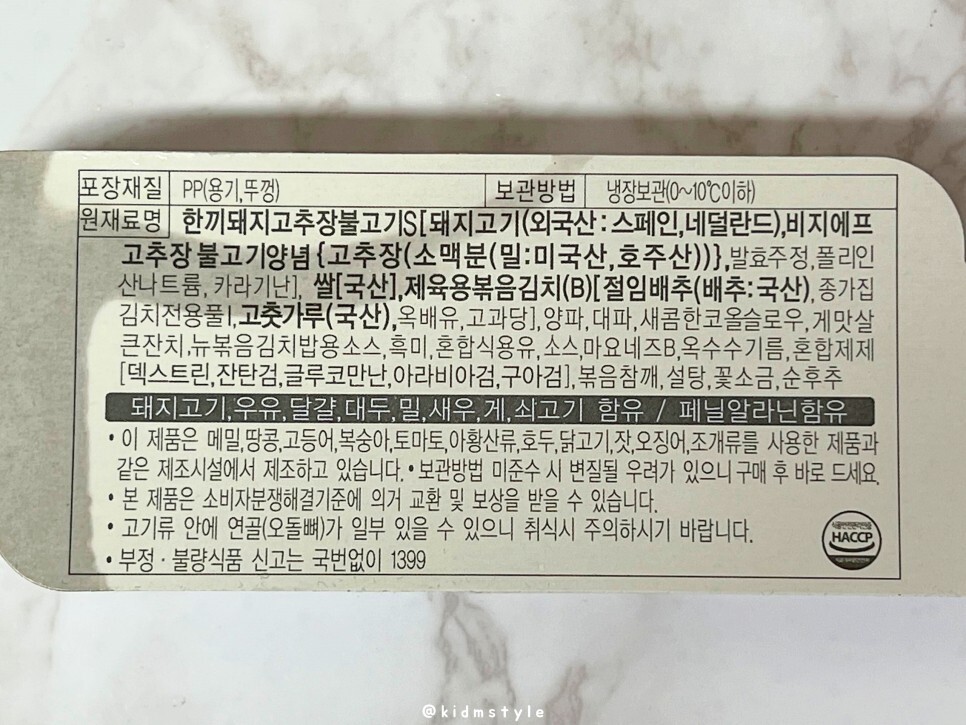 포장재질 PP(용기,뚜껑) 보관방법 냉장보관(0~10℃이하)
원재료명 한끼돼지고추장불고기S[돼지고기(외국산:스페인,네덜란드),비지에프
고추장 불고기양념{고추장(소맥분(밀:미국산,호주산))},발효주정,폴리인
산나트륨, 카라기난], 쌀[국산],제육용볶음김치(B)[절임배추(배추:국산),종가집
김치전용풀I,고춧가루(국산),옥배유,고과당],양파,대파,새콤한코올슬로우,게맛살
큰잔치,뉴볶음김치밥용소스,흑미,혼합식용유,소스,마요네즈B,옥수수기름,혼합제제
[덱스트린,잔탄검,글루코만난,아라비아검,구아검],볶음참깨,설탕,꽃소금,순후추
돼지고기,우유,달걀,대두,밀,새우,게,쇠고기 함유 / 페닐알라닌함유
• 이 제품은 메밀,땅콩,고등어,복숭아,토마토,아황산류,호두,닭고기,잣,오징어,조개류를 사용한 제품과
같은 제조시설에서 제조하고 있습니다. • 보관방법 미준수 시 변질될 우려가 있으니 구매 후 바로 드세요.
• 본 제품은 소비자분쟁해결기준에 의거 교환 및 보상을 받을 수 있습니다.
• 고기류 안에 연골(오돌뼈)가 일부 있을 수 있으니 취식시 주의하시기 바랍니다.
HACCP
• 부정 · 불량식품 신고는 국번없이 1399
@kidmstyle